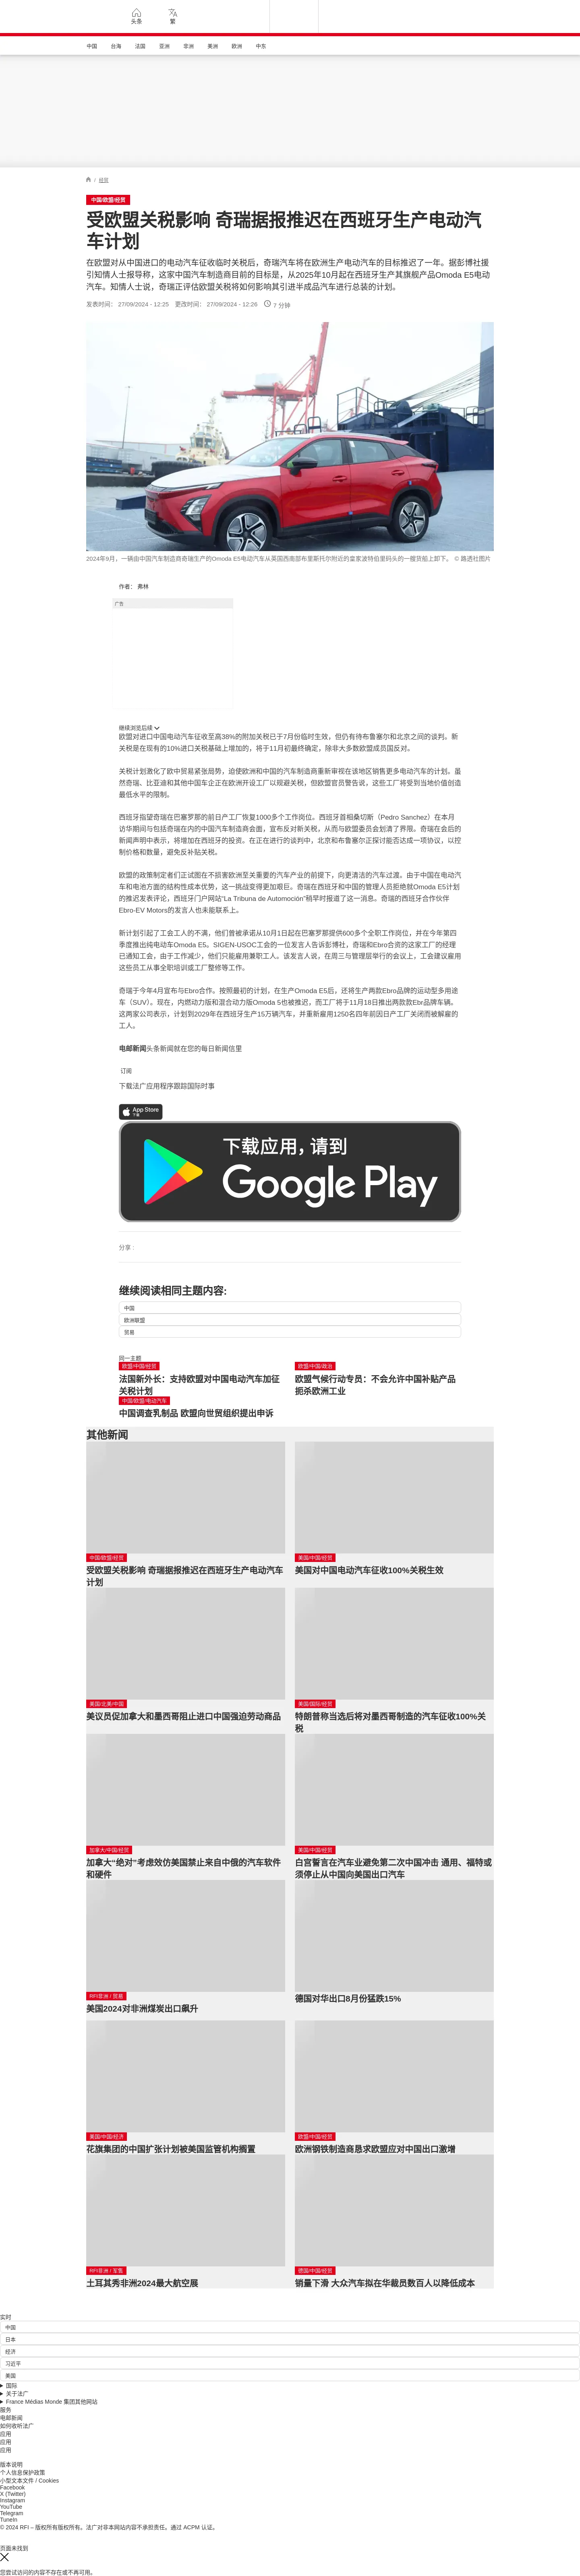 头条
繁
中国
台海
法国
亚洲
非洲
美洲
欧洲
中东
/ 经贸
中国/欧盟/经贸
受欧盟关税影响 奇瑞据报推迟在西班牙生产电动汽
车计划
在欧盟对从中国进口的电动汽车征收临时关税后，奇瑞汽车将在欧洲生产电动汽车的目标推迟了一年。据彭博社援
引知情人士报导称，这家中国汽车制造商目前的目标是，从2025年10月起在西班牙生产其旗舰产品Omoda E5电动
汽车。知情人士说，奇瑞正评估欧盟关税将如何影响其引进半成品汽车进行总装的计划。
发表时间： 27/09/2024 - 12:25 更改时间： 27/09/2024 - 12:26 7 分钟
2024年9月，一辆由中国汽车制造商奇瑞生产的Omoda E5电动汽车从英国西南部布里斯托尔附近的皇家波特伯里码头的一艘货船上卸下。 © 路透社图片
作者： 弗林
广告
继续浏览后续
欧盟对进口中国电动汽车征收至高38%的附加关税已于7月份临时生效，但仍有待布鲁塞尔和北京之间的谈判。新
关税是在现有的10%进口关税基础上增加的，将于11月初最终确定，除非大多数欧盟成员国反对。
关税计划激化了欧中贸易紧张局势，迫使欧洲和中国的汽车制造商重新审视在该地区销售更多电动汽车的计划。虽
然奇瑞、比亚迪和其他中国车企正在欧洲开设工厂以规避关税，但欧盟官员警告说，这些工厂将受到当地价值创造
最低水平的限制。
西班牙指望奇瑞在巴塞罗那的前日产工厂恢复1000多个工作岗位。西班牙首相桑切斯（Pedro Sanchez）在本月
访华期间与包括奇瑞在内的中国汽车制造商会面，宣布反对新关税，从而与欧盟委员会划清了界限。奇瑞在会后的
新闻声明中表示，将增加在西班牙的投资。在正在进行的谈判中，北京和布鲁塞尔正探讨能否达成一项协议，以控
制价格和数量，避免反补贴关税。
欧盟的政策制定者们正试图在不损害欧洲至关重要的汽车产业的前提下，向更清洁的汽车过渡。由于中国在电动汽
车和电池方面的结构性成本优势，这一挑战变得更加艰巨。奇瑞在西班牙和中国的管理人员拒绝就Omoda E5计划
的推迟发表评论，西班牙门户网站“La Tribuna de Automoción”稍早时报道了这一消息。奇瑞的西班牙合作伙伴
Ebro-EV Motors的发言人也未能联系上。
新计划引起了工会工人的不满，他们曾被承诺从10月1日起在巴塞罗那提供600多个全职工作岗位，并在今年第四
季度推出纯电动车Omoda E5。SIGEN-USOC工会的一位发言人告诉彭博社，奇瑞和Ebro合资的这家工厂的经理
已通知工会，由于工作减少，他们只能雇用兼职工人。该发言人说，在周三与管理层举行的会议上，工会建议雇用
这些员工从事全职培训或工厂整修等工作。
奇瑞于今年4月宣布与Ebro合作。按照最初的计划，在生产Omoda E5后，还将生产两款Ebro品牌的运动型多用途
车（SUV）。现在，内燃动力版和混合动力版Omoda 5也被推迟，而工厂将于11月18日推出两款款Ebr品牌车辆。
这两家公司表示，计划到2029年在西班牙生产15万辆汽车，并重新雇用1250名四年前因日产工厂关闭而被解雇的
工人。
电邮新闻头条新闻就在您的每日新闻信里
订阅
下载法广应用程序跟踪国际时事
App Store
下载
下载应用，请到
Google Play
分享 :
继续阅读相同主题内容:
中国
欧洲联盟
贸易
同一主题
欧盟/中国/经贸
法国新外长：支持欧盟对中国电动汽车加征
关税计划
欧盟/中国/政治
欧盟气候行动专员：不会允许中国补贴产品
扼杀欧洲工业
中国/欧盟/电动汽车
中国调查乳制品 欧盟向世贸组织提出申诉
其他新闻
中国/欧盟/经贸
受欧盟关税影响 奇瑞据报推迟在西班牙生产电动汽车
计划
美国/中国/经贸
美国对中国电动汽车征收100%关税生效
美国/北美/中国
美议员促加拿大和墨西哥阻止进口中国强迫劳动商品
美国/国际/经贸
特朗普称当选后将对墨西哥制造的汽车征收100%关
税
加拿大/中国/经贸
加拿大“绝对”考虑效仿美国禁止来自中俄的汽车软件
和硬件
美国/中国/经贸
白宫誓言在汽车业避免第二次中国冲击 通用、福特或
须停止从中国向美国出口汽车
RFI非洲 / 贸易
美国2024对非洲煤炭出口飙升
德国对华出口8月份猛跌15%
美国/中国/经济
花旗集团的中国扩张计划被美国监管机构搁置
欧盟/中国/经贸
欧洲钢铁制造商恳求欧盟应对中国出口激增
RFI非洲 / 军售
土耳其秀非洲2024最大航空展
德国/中国/经贸
销量下滑 大众汽车拟在华裁员数百人以降低成本
实时
中国
日本
经济
习近平
美国
国际
关于法广
France Médias Monde 集团其他网站
服务
电邮新闻
如何收听法广
应用
应用
应用
版本说明
个人信息保护政策
小型文本文件 / Cookies
Facebook
X (Twitter)
Instagram
YouTube
Telegram
TuneIn
© 2024 RFI – 版权所有版权所有。法广对非本网站内容不承担责任。通过 ACPM 认证。
页面未找到
您尝试访问的内容不存在或不再可用。